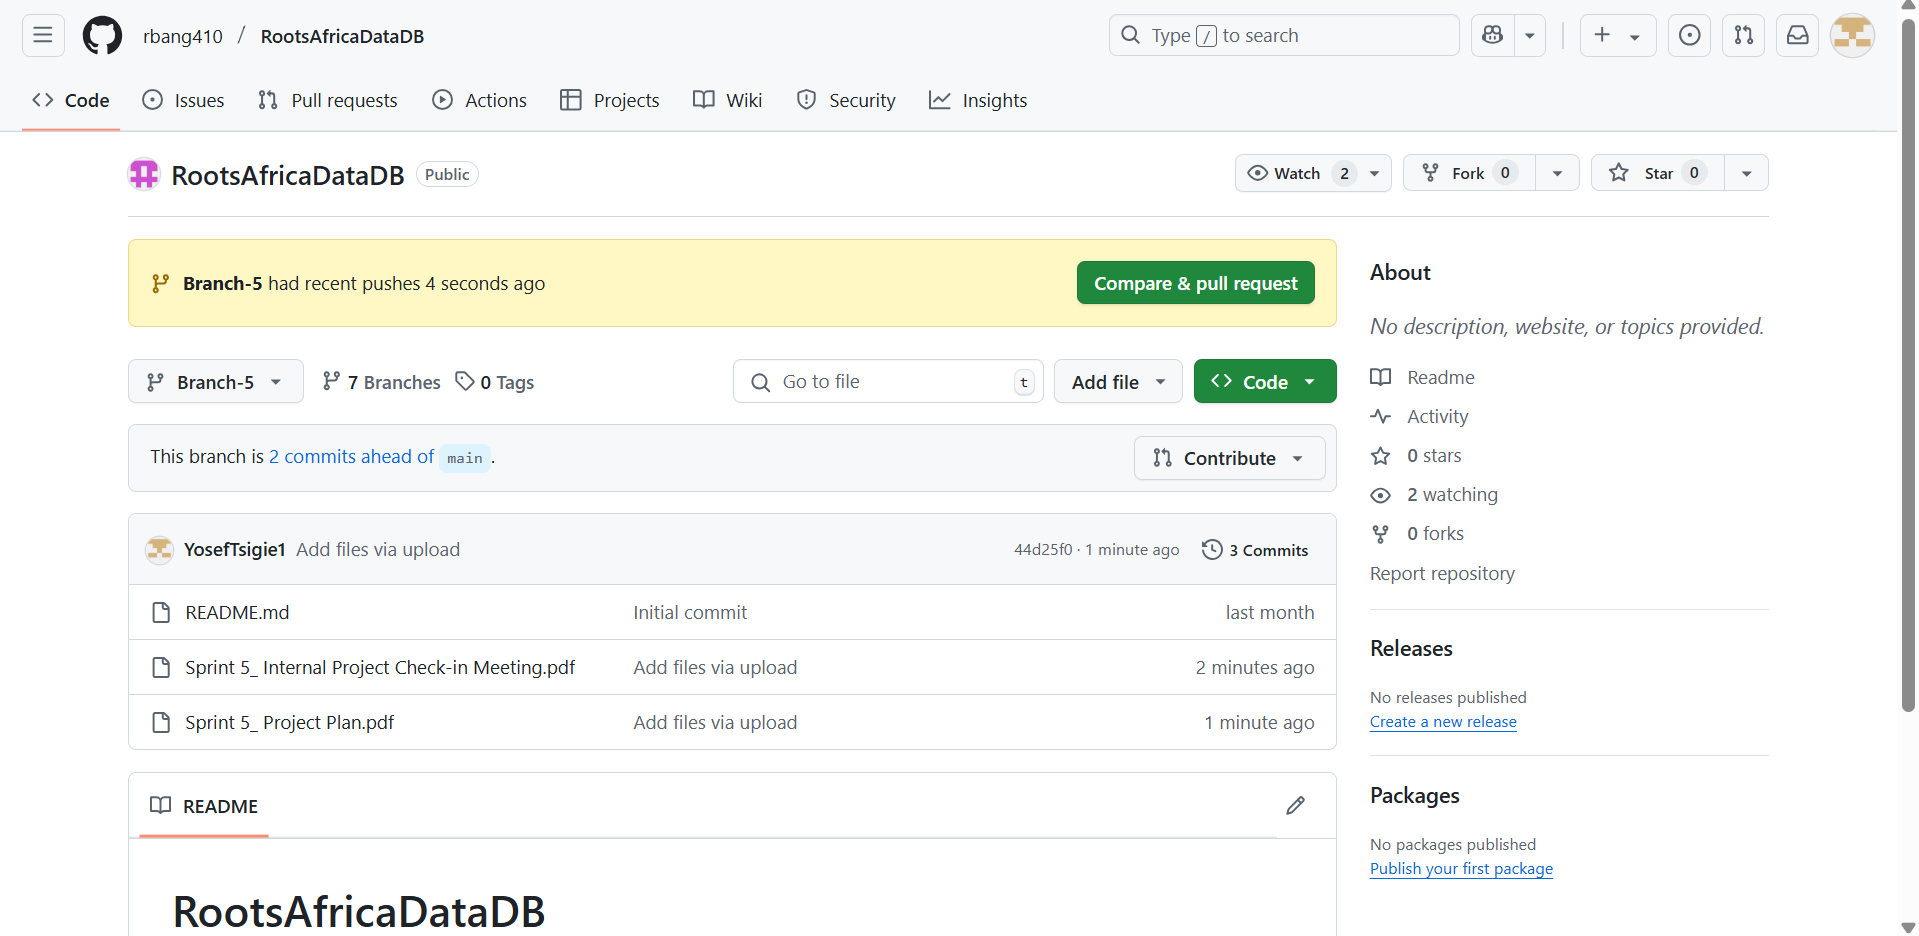 rbang410 / RootsAfricaDataDB
Type / to search
Code
Issues
Pull requests
Actions
Projects
Wiki
Security
Insights
RootsAfricaDataDB Public
Watch 2
Fork 0
Star 0
Branch-5 had recent pushes 4 seconds ago
Compare & pull request
Branch-5
7 Branches
0 Tags
Go to file t
Add file
Code
This branch is 2 commits ahead of main .
Contribute
YosefTsigie1 Add files via upload 44d25f0 · 1 minute ago 3 Commits
README.md Initial commit last month
Sprint 5_ Internal Project Check-in Meeting.pdf Add files via upload 2 minutes ago
Sprint 5_ Project Plan.pdf Add files via upload 1 minute ago
README
RootsAfricaDataDB
About
No description, website, or topics provided.
Readme
Activity
0 stars
2 watching
0 forks
Report repository
Releases
No releases published
Create a new release
Packages
No packages published
Publish your first package